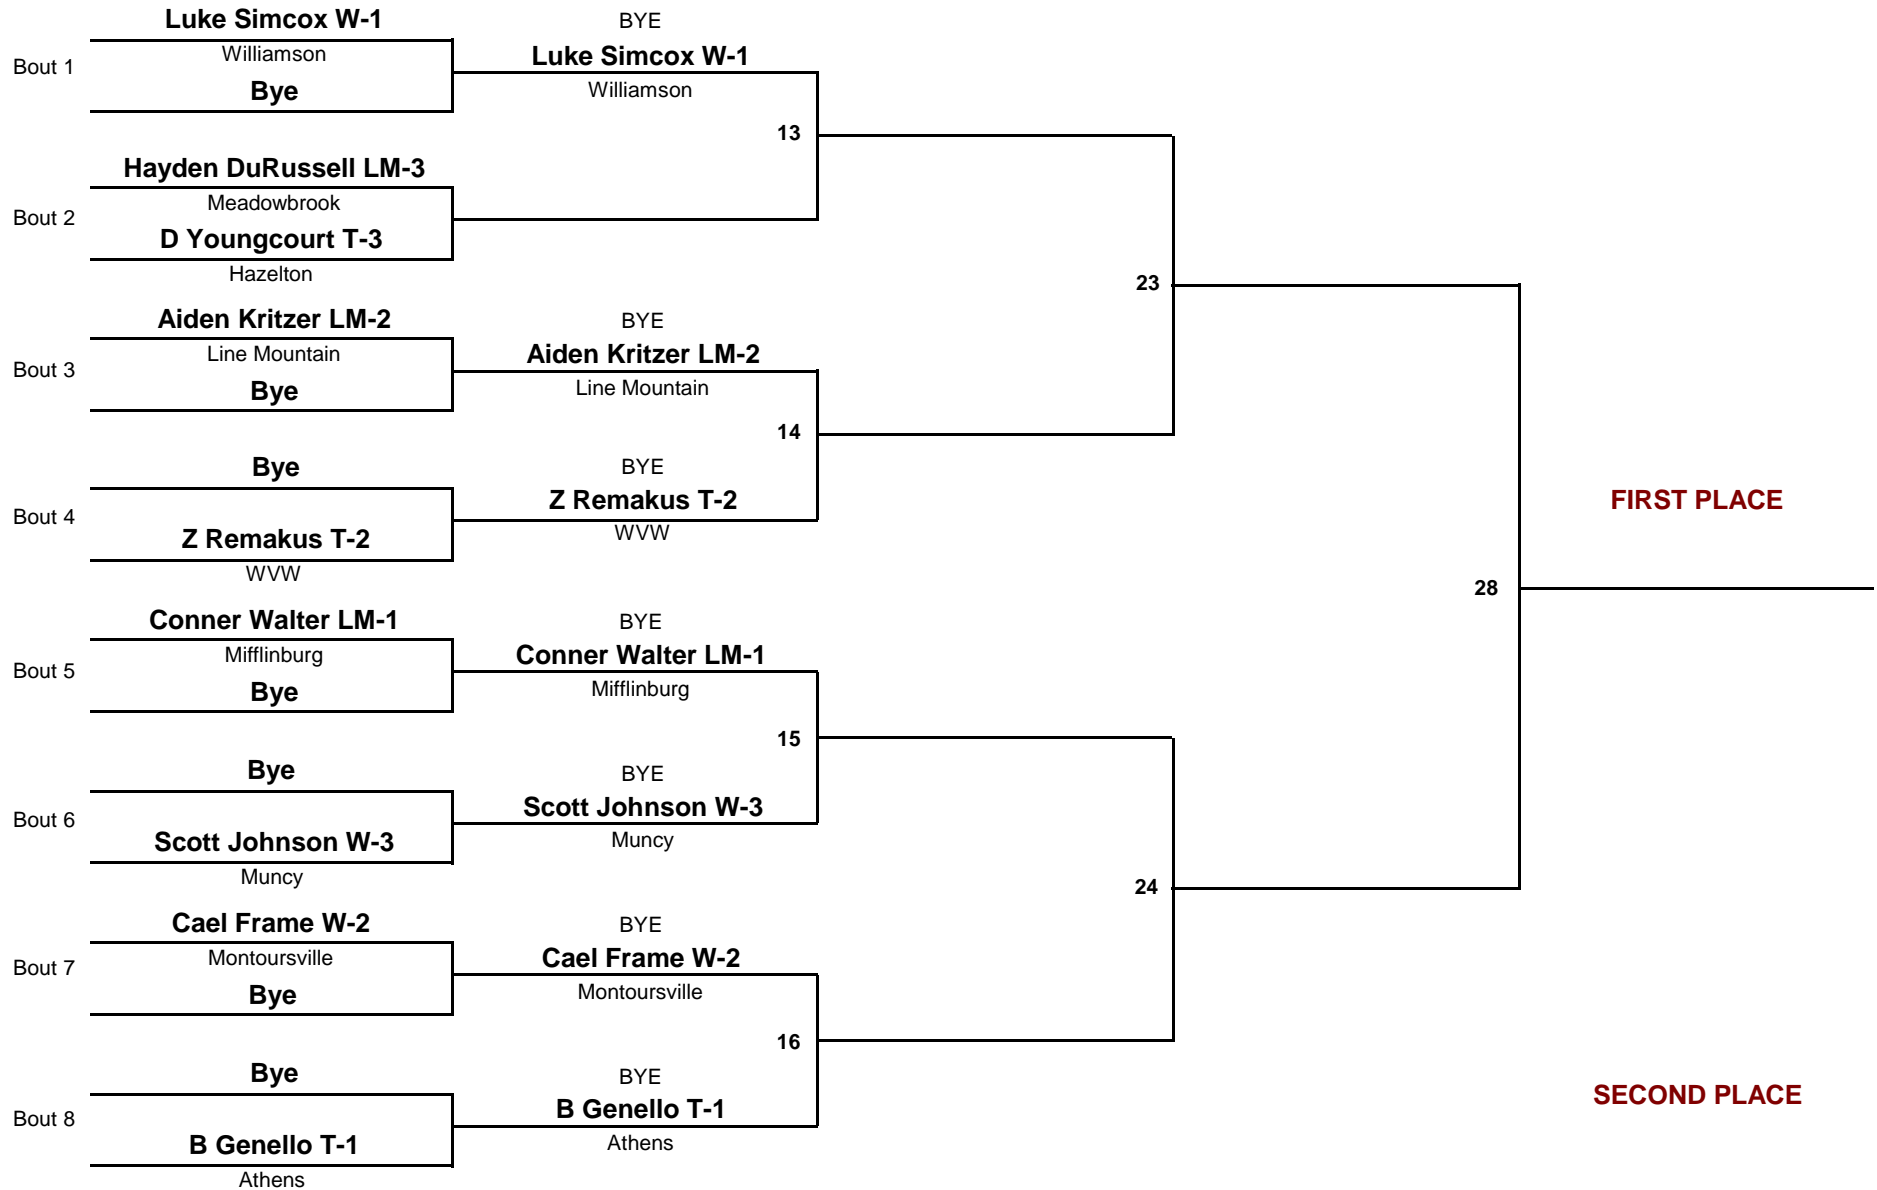 Luke Simcox W-1
BYE
Bout 1
Williamson
Luke Simcox W-1
Bye
Williamson
13
Hayden DuRussell LM-3
Bout 2
Meadowbrook
D Youngcourt T-3
Hazelton
23
Aiden Kritzer LM-2
BYE
Bout 3
Line Mountain
Aiden Kritzer LM-2
Bye
Line Mountain
14
Bye
BYE
Bout 4
Z Remakus T-2
FIRST PLACE
Z Remakus T-2
WVW
WVW
28
Conner Walter LM-1
BYE
Bout 5
Mifflinburg
Conner Walter LM-1
Bye
Mifflinburg
15
Bye
BYE
Bout 6
Scott Johnson W-3
Scott Johnson W-3
Muncy
Muncy
24
Cael Frame W-2
BYE
Bout 7
Montoursville
Cael Frame W-2
Bye
Montoursville
16
Bye
BYE
SECOND PLACE
Bout 8
B Genello T-1
B Genello T-1
Athens
Athens